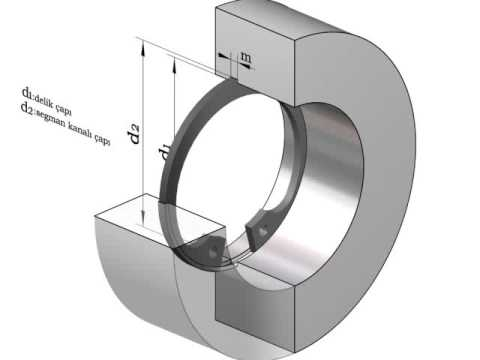 m
d1:delik çapı
d2:segman kanalı çapı
d2
d1